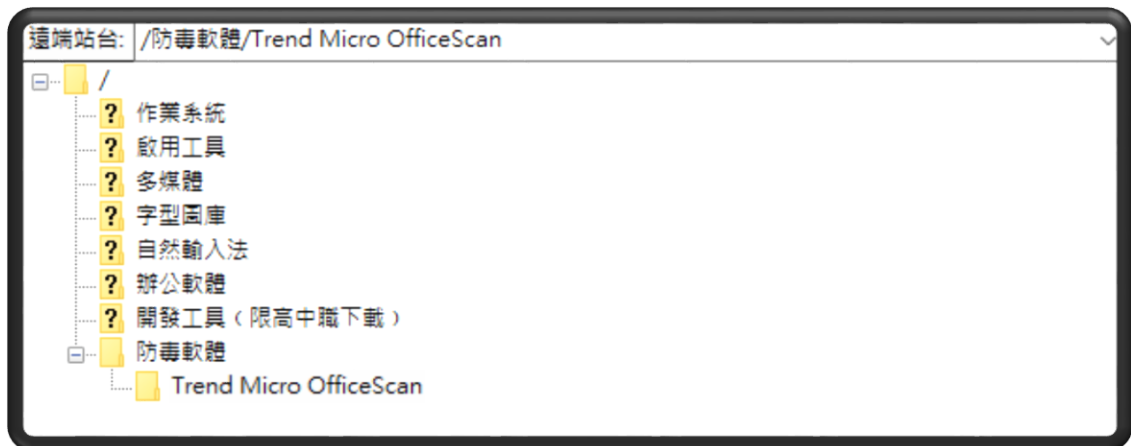 遠端站台: /防毒軟體/Trend Micro OfficeScan
/
? 作業系統
? 啟用工具
? 多媒體
? 字型圖庫
? 自然輸入法
? 辦公軟體
? 開發工具（限高中職下載）
防毒軟體
Trend Micro OfficeScan